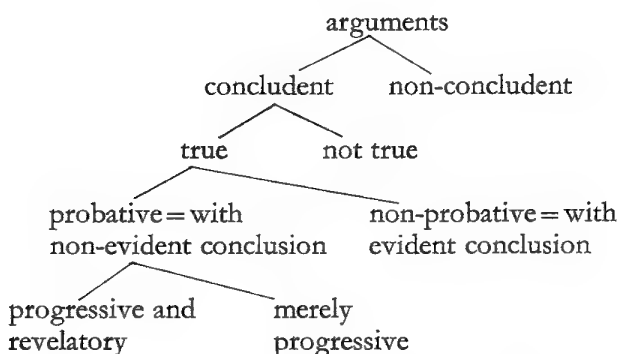 arguments
concludent non-concludent
true not true
probative = with non-probative = with
non-evident conclusion evident conclusion
progressive and merely
revelatory progressive